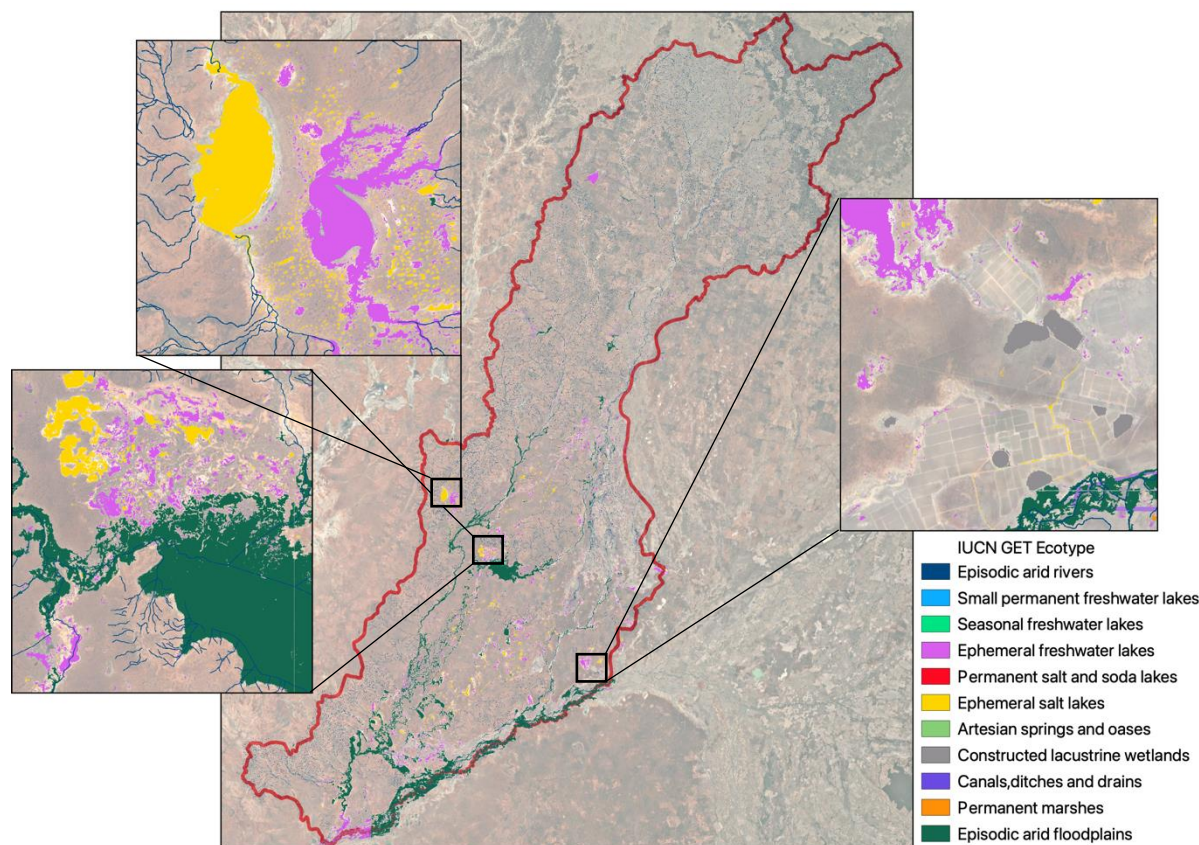 IUCN GET Ecotype
Episodic arid rivers
Small permanent freshwater lakes
Seasonal freshwater lakes
Ephemeral freshwater lakes
Permanent salt and soda lakes
Ephemeral salt lakes
Artesian springs and oases
Constructed lacustrine wetlands
Canals,ditches and drains
Permanent marshes
Episodic arid floodplains